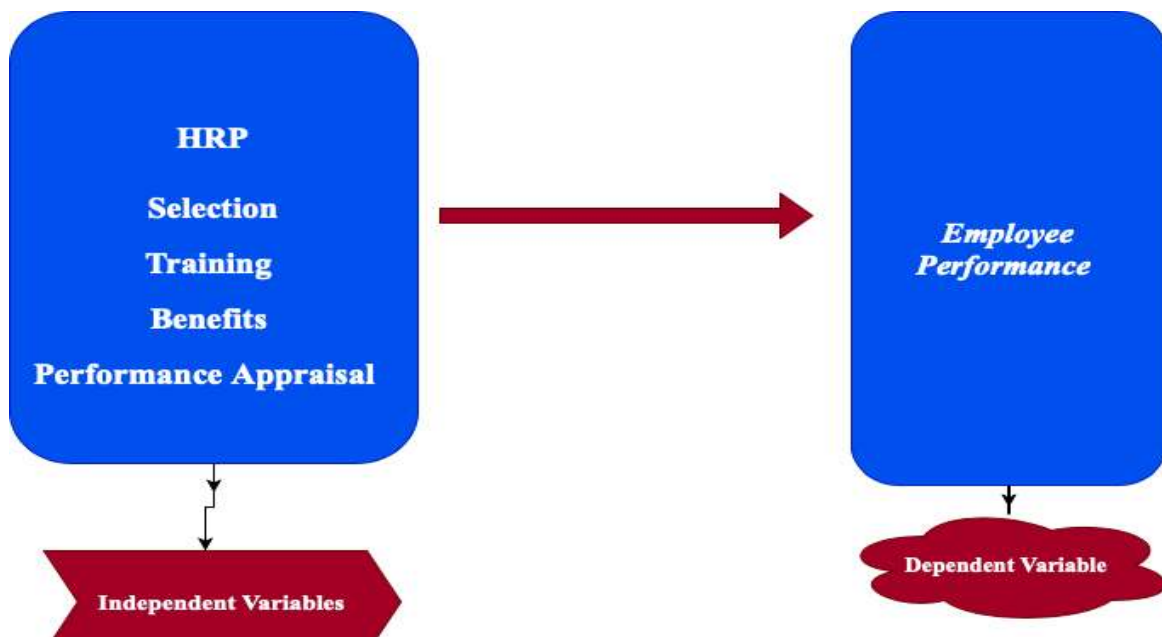 HRP
Selection
Training
Benefits
Performance Appraisal
Employee
Performance
Independent Variables
Dependent Variable